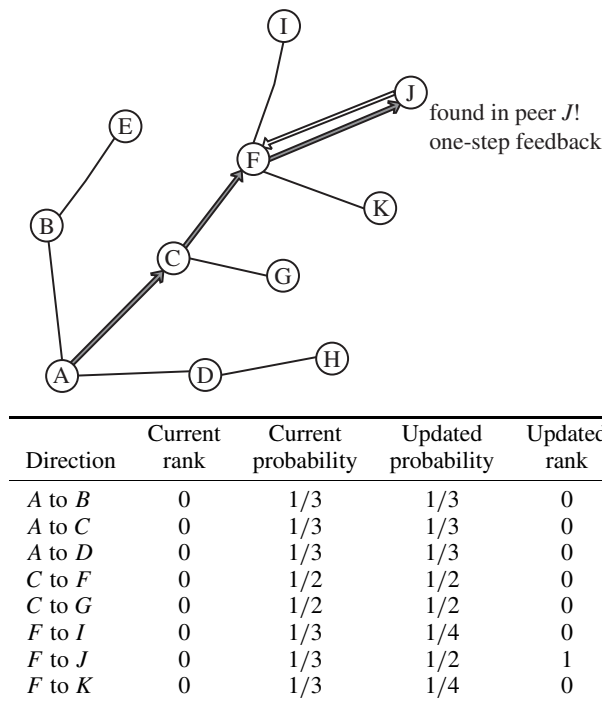 I
J
found in peer J!
E
one-step feedback
F
K
B
C
G
H
A
D
Current Current Updated Updated
Direction rank probability probability rank
A to B 0 1/3 1/3 0
A to C 0 1/3 1/3 0
A to D 0 1/3 1/3 0
C to F 0 1/2 1/2 0
C to G 0 1/2 1/2 0
F to I 0 1/3 1/4 0
F to J 0 1/3 1/2 1
F to K 0 1/3 1/4 0